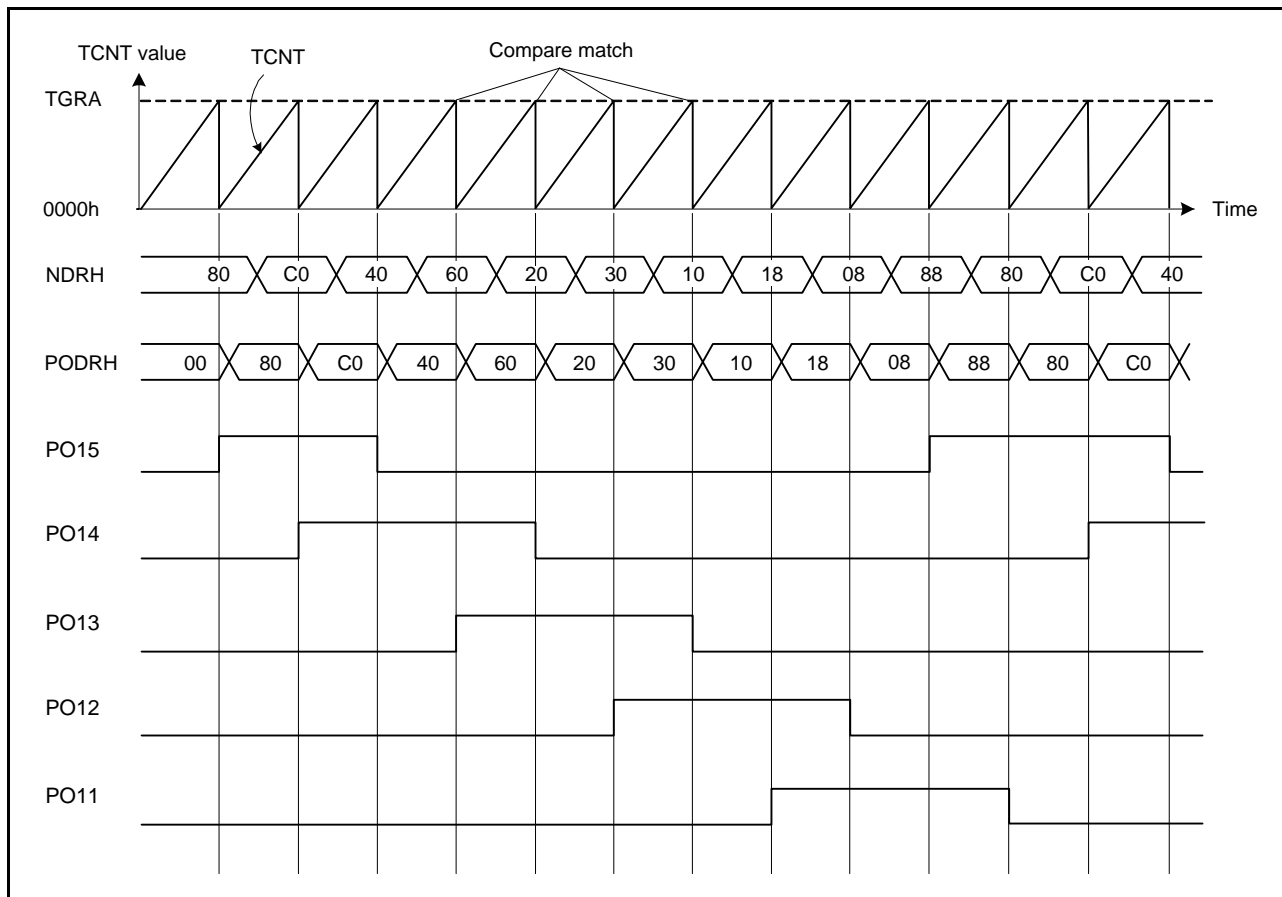 TCNT value TCNT Compare match
TGRA
0000h Time
NDRH 80 C0 40 60 20 30 10 18 08 88 80 C0 40
PODRH 00 80 C0 40 60 20 30 10 18 08 88 80 C0
PO15
PO14
PO13
PO12
PO11